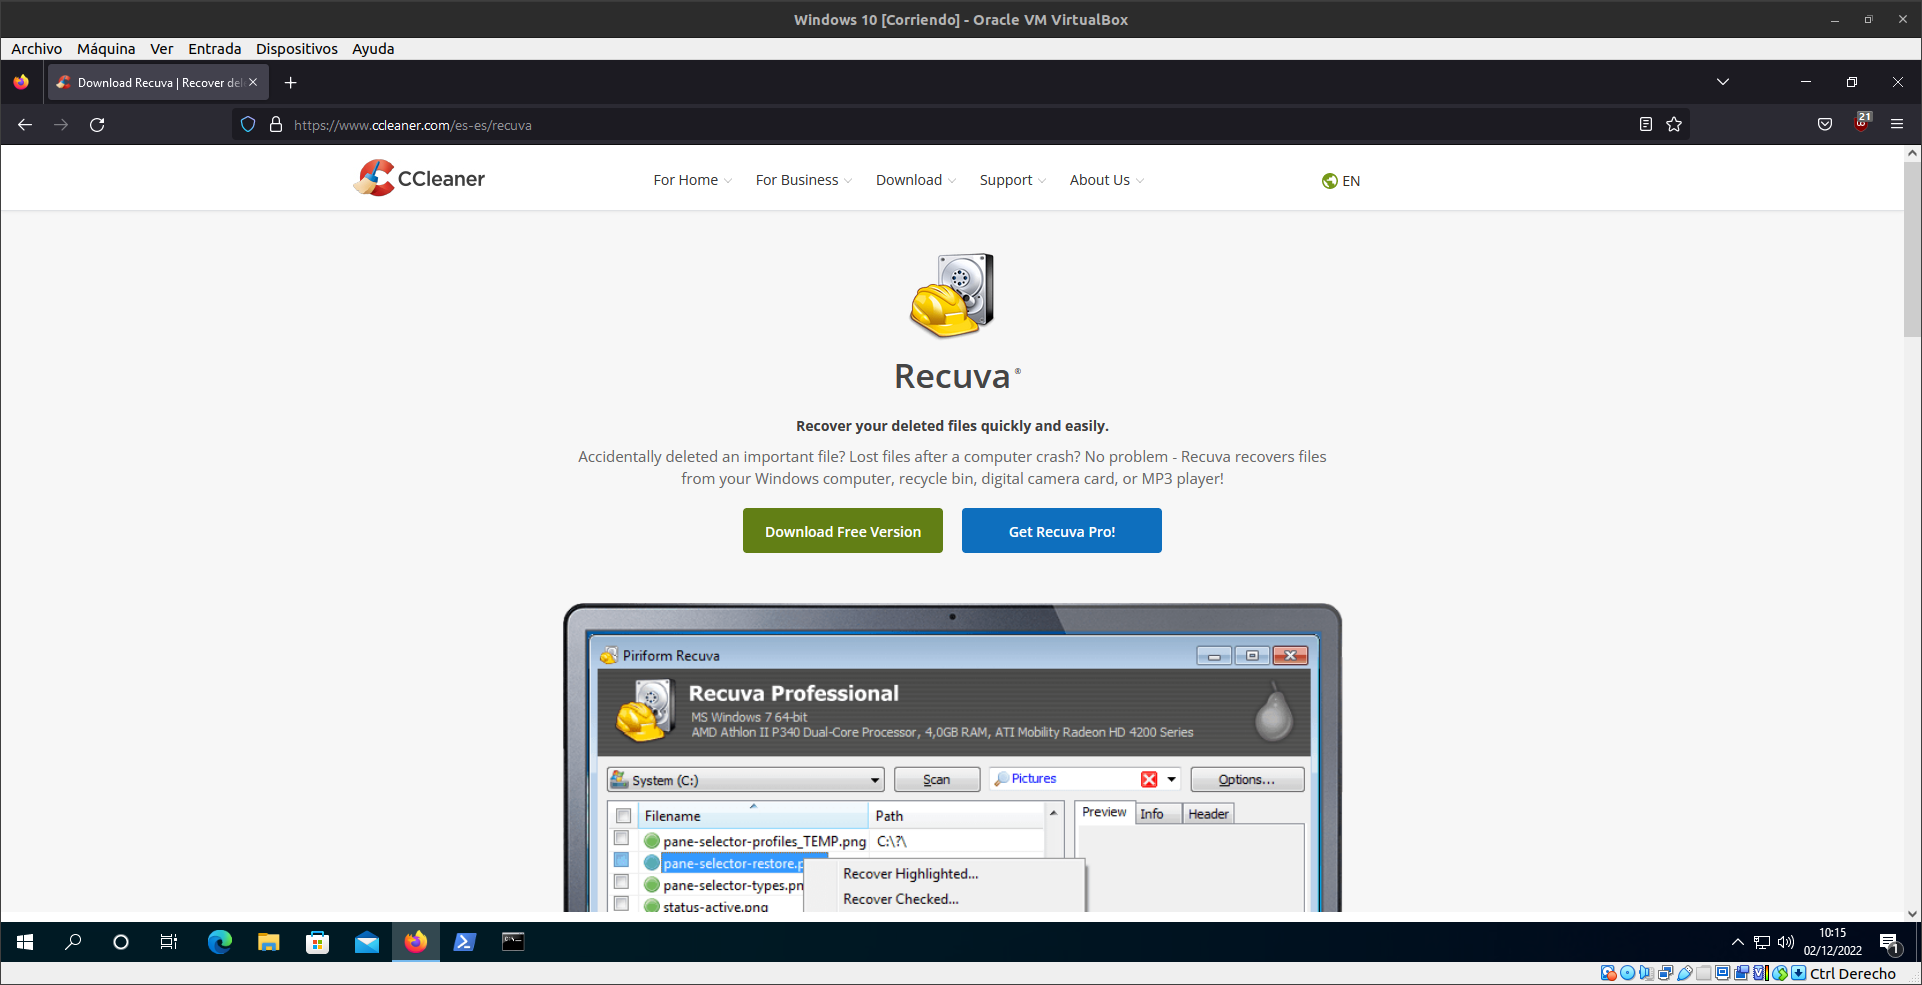 Windows 10 [Corriendo] - Oracle VM VirtualBox
Archivo Máquina Ver Entrada Dispositivos Ayuda
Download Recuva | Recover del
https://www.ccleaner.com/es-es/recuva
21
CCleaner
For Home For Business Download Support About Us
EN
Recuva®
Recover your deleted files quickly and easily.
Accidentally deleted an important file? Lost files after a computer crash? No problem - Recuva recovers files
from your Windows computer, recycle bin, digital camera card, or MP3 player!
Download Free Version Get Recuva Pro!
Piriform Recuva
Recuva Professional
MS Windows 7 64-bit
AMD Athlon II P340 Dual-Core Processor, 4,0GB RAM, ATI Mobility Radeon HD 4200 Series
System (C:) Scan Pictures Options...
Filename Path Preview Info Header
pane-selector-profiles_TEMP.png C:\?\
pane-selector-restore.p
Recover Highlighted...
pane-selector-types.pn
Recover Checked...
status-active.png
10:15
02/12/2022
1
Ctrl Derecho